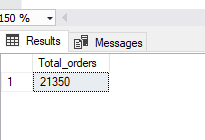 150 %
Results Messages
Total_orders
1 21350